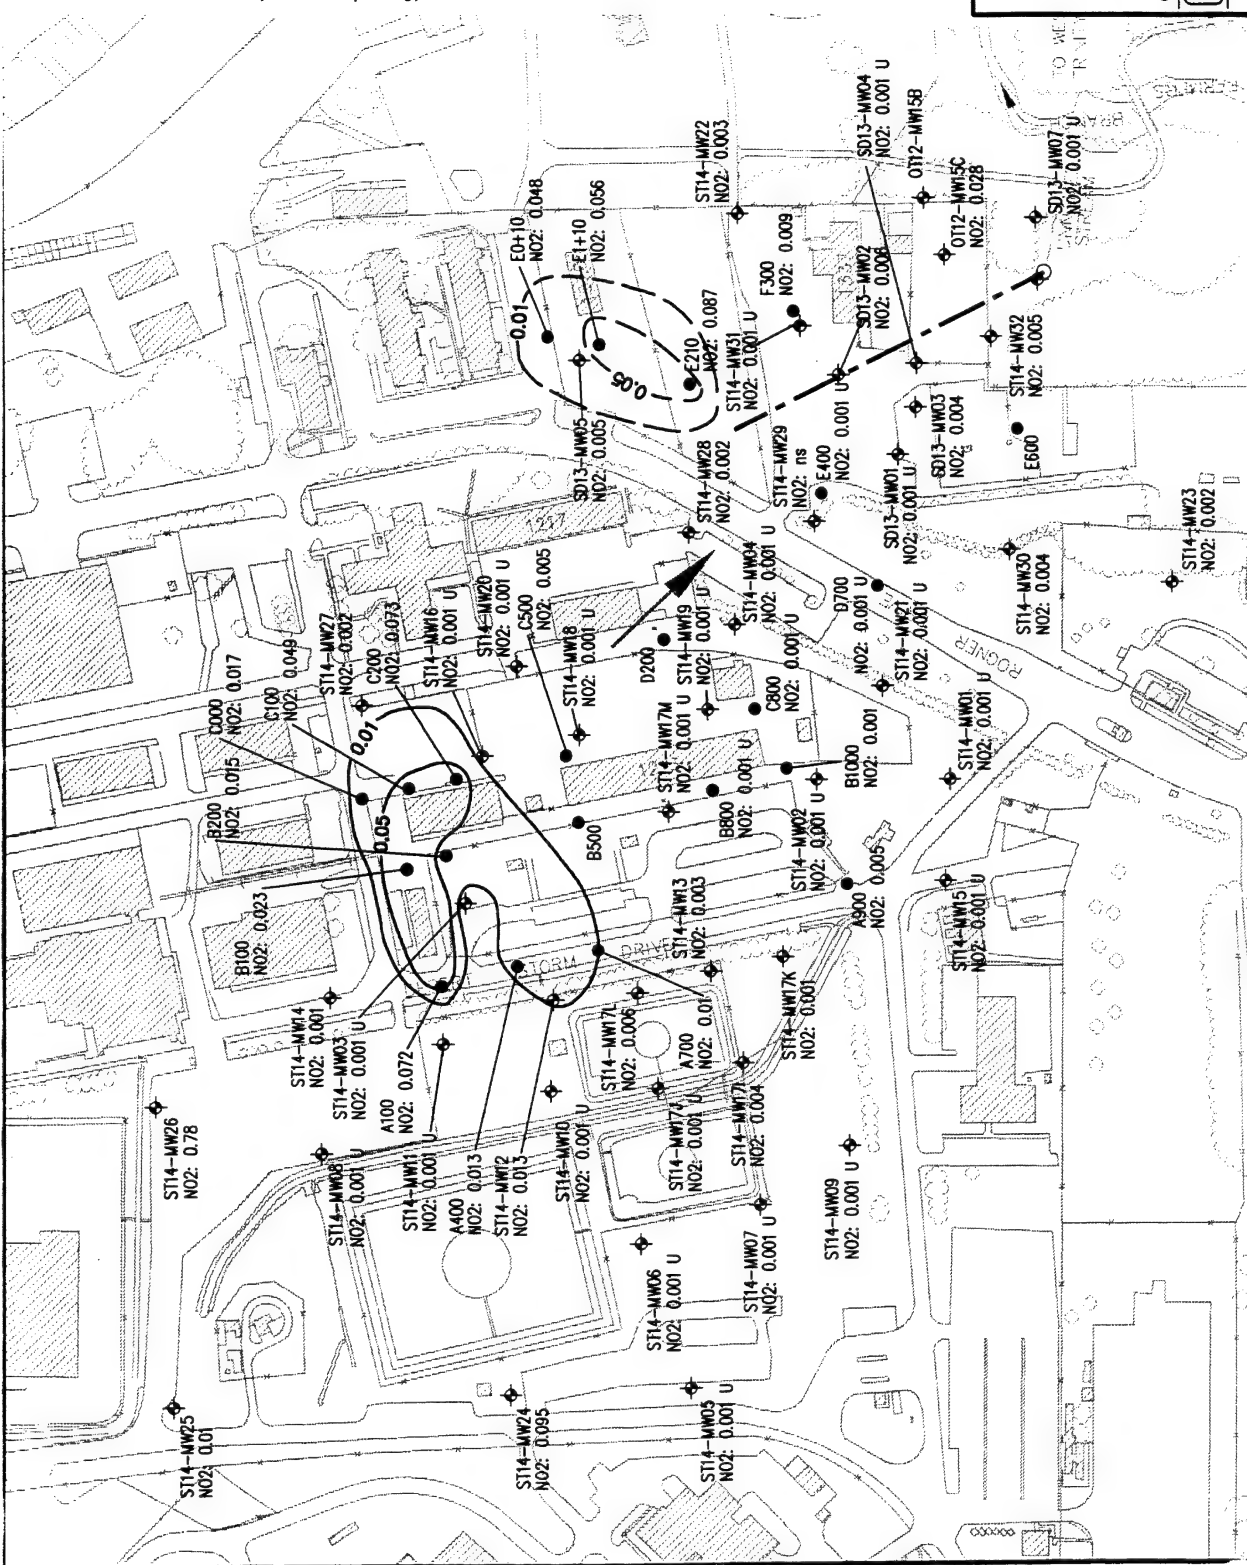 ST14-MW25
NO2: 0.01
ST14-MW26
NO2: 0.78
ST14-MW08
NO2: 0.001 U
ST14-MW14
NO2: 0.001
ST14-MW03
NO2: 0.001 U
A100
NO2: 0.072
ST14-MW11
NO2: 0.001 U
A400
NO2: 0.013
ST14-MW12
NO2: 0.013
ST14-MW10
NO2: 0.001 U
ST14-MW24
NO2: 0.095
ST14-MW05
NO2: 0.001 U
ST14-MW06
NO2: 0.001 U
ST14-MW07
NO2: 0.001 U
ST14-MW09
NO2: 0.001 U
ST14-MW17J
NO2: 0.001 U
ST14-MW17I
NO2: 0.004
ST14-MW17L
NO2: 0.006
A700
NO2: 0.01
ST14-MW17K
NO2: 0.001
ST14-MW13
NO2: 0.003
ST14-MW15
NO2: 0.001 U
A900
NO2: 0.005
B100
NO2: 0.023
B200
NO2: 0.015
C000
NO2: 0.017
C100
NO2: 0.049
ST14-MW27
NO2: 0.002
C200
NO2: 0.073
ST14-MW16
NO2: 0.001 U
ST14-MW20
NO2: 0.001 U
C500
NO2: 0.005
ST14-MW18
NO2: 0.001 U
0.01
0.05
B500
DRIVE
B800
NO2: 0.001 U
ST14-MW02
NO2: 0.001 U
B1000
NO2: 0.001
ST14-MW17M
NO2: 0.001 U
C800
NO2: 0.001 U
D200
ST14-MW19
NO2: 0.001 U
ST14-MW04
NO2: 0.001 U
ST14-MW01
NO2: 0.001 U
ST14-MW21
NO2: 0.001 U
D700
NO2: 0.001 U
ROGNER
1217
ST14-MW28
NO2: 0.002
ST14-MW29
NO2: ns
E400
NO2: 0.001 U
SD13-MW05
NO2: 0.005
0.01
0.05
E0+10
NO2: 0.048
E1+10
NO2: 0.056
E210
NO2: 0.087
ST14-MW31
NO2: 0.001 U
F300
NO2: 0.009
ST14-MW22
NO2: 0.003
SD13-MW02
NO2: 0.006
SD13-MW04
NO2: 0.001 U
OT12-MW15B
OT12-MW15C
NO2: 0.028
SD13-MW07
NO2: 0.001 U
SD13-MW01
NO2: 0.001 U
SD13-MW03
NO2: 0.004
E600
ST14-MW32
NO2: 0.005
ST14-MW30
NO2: 0.004
ST14-MW23
NO2: 0.002
FARMERS
BRANCH